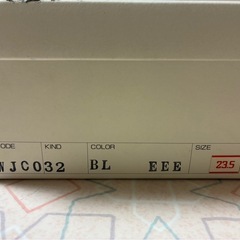 ODE KIND COLOR SIZE
NJC032 BL EEE 23.5